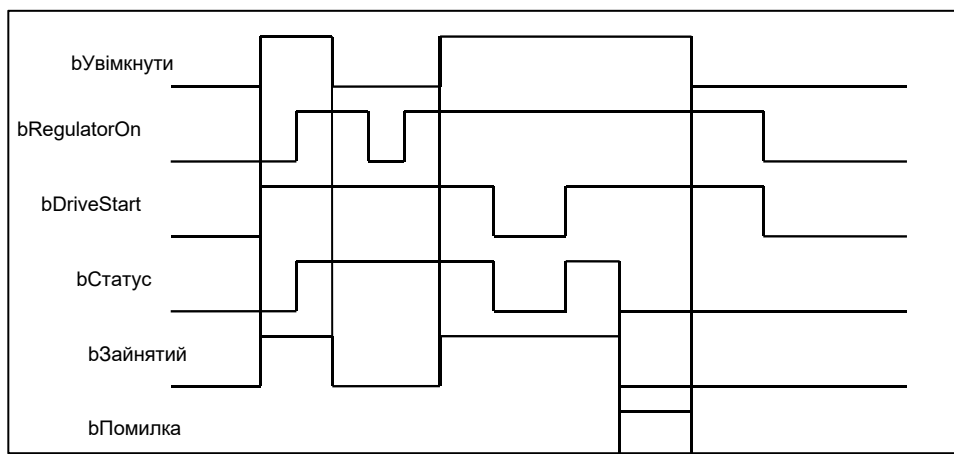 bУвімкнути
bRegulatorOn
bDriveStart
bСтатус
bЗайнятий
bПомилка